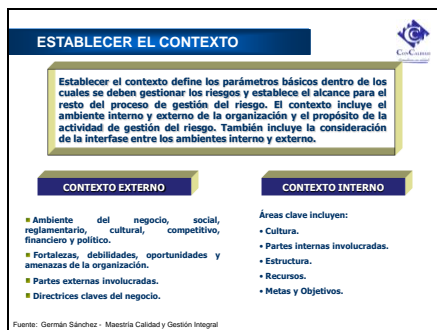 ESTABLECER EL CONTEXTO
Establecer el contexto define los parámetros básicos dentro de los
cuales se deben gestionar los riesgos y establece el alcance para el
resto del proceso de gestión del riesgo. El contexto incluye el
ambiente interno y externo de la organización y el propósito de la
actividad de gestión del riesgo. También incluye la consideración
de la interfase entre los ambientes interno y externo.
CONTEXTO EXTERNO
Ambiente del negocio, social,
reglamentario, cultural, competitivo,
financiero y político.
Fortalezas, debilidades, oportunidades y
amenazas de la organización.
Partes externas involucradas.
Directrices claves del negocio.
CONTEXTO INTERNO
Áreas clave incluyen:
• Cultura.
• Partes internas involucradas.
• Estructura.
• Recursos.
• Metas y Objetivos.
Fuente: Germán Sánchez - Maestría Calidad y Gestión Integral